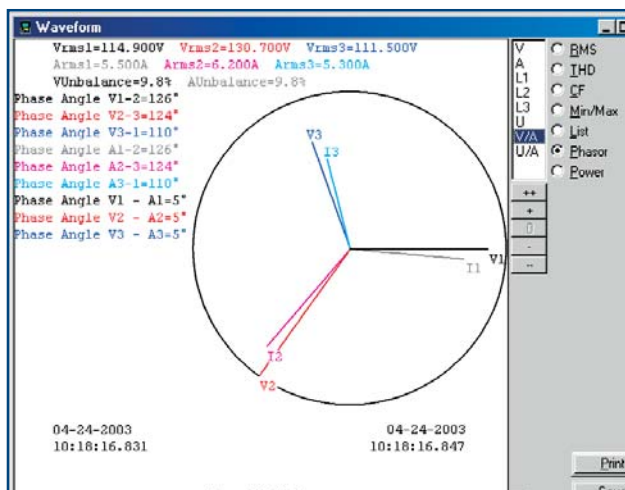 Waveform
Vrms1=114.900V Vrms2=130.700V Vrms3=111.500V
Arms1=5.500A Arms2=6.200A Arms3=5.300A
VUnbalance=9.8% AUnbalance=9.8%
Phase Angle V1-2=126°
Phase Angle V2-3=124°
Phase Angle V3-1=110°
Phase Angle A1-2=126°
Phase Angle A2-3=124°
Phase Angle A3-1=110°
Phase Angle V1 - A1=5°
Phase Angle V2 - A2=5°
Phase Angle V3 - A3=5°
V3
I3
V1
I1
I2
V2
04-24-2003
10:18:16.831
04-24-2003
10:18:16.847
V
A
L1
L2
L3
U
V/A
U/A
++
+
0
-
--
RMS
THD
CF
Min/Max
List
Phasor
Power
Print